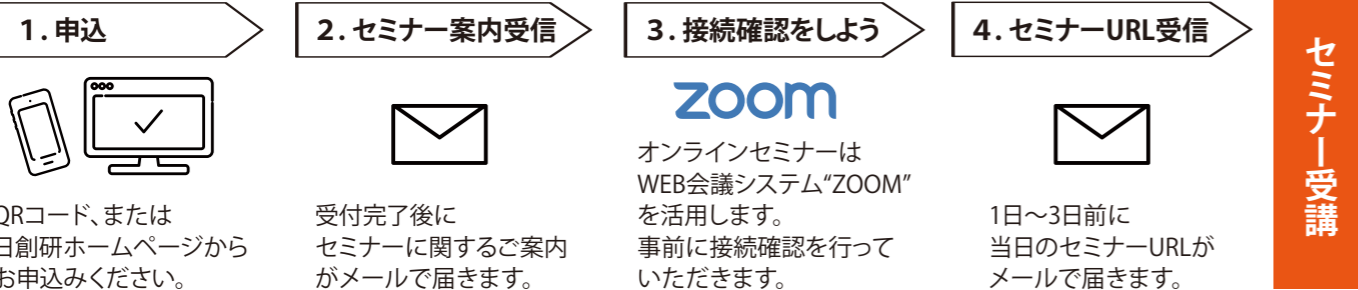 1. 申込
QRコード、または
日創研ホームページから
お申込みください。
2. セミナー案内受信
受付完了後に
セミナーに関するご案内
がメールで届きます。
3. 接続確認をしよう
zoom
オンラインセミナーは
WEB会議システム“ZOOM”
を活用します。
事前に接続確認を行って
いただきます。
4. セミナーURL受信
1日～3日前に
当日のセミナーURLが
メールで届きます。
セミナー受講